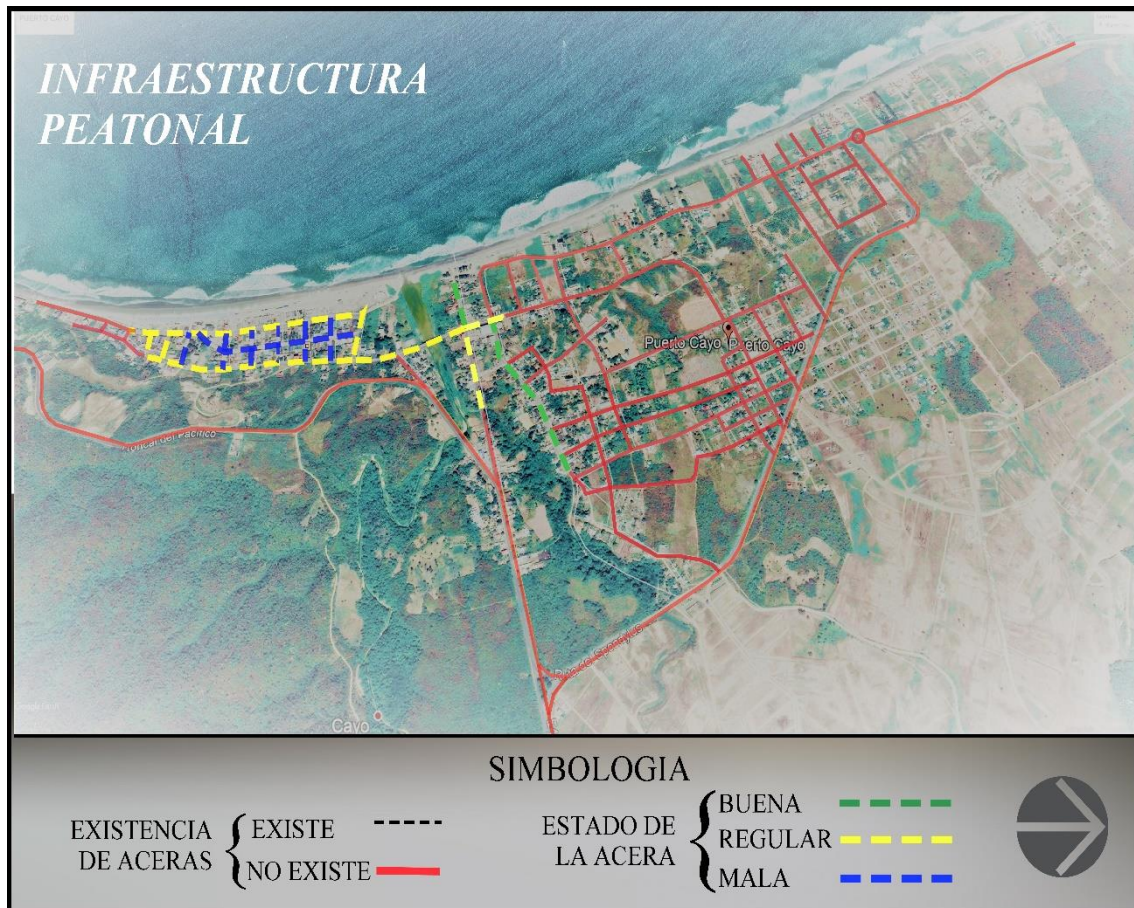 INFRAESTRUCTURA
PEATONAL
Puerto Cayo
Puerto Cayo
Cayo
SIMBOLOGIA
EXISTENCIA
DE ACERAS
EXISTE
NO EXISTE
ESTADO DE
LA ACERA
BUENA
REGULAR
MALA